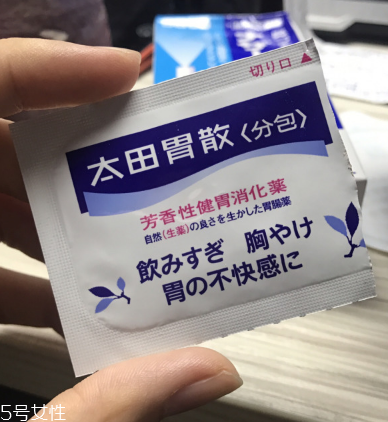 切り口
太田胃散〈分包〉
芳香性健胃消化薬
自然(生薬)の良さを生かした胃腸薬
飲みすぎ 胸やけ
胃の不快感に
5号女性